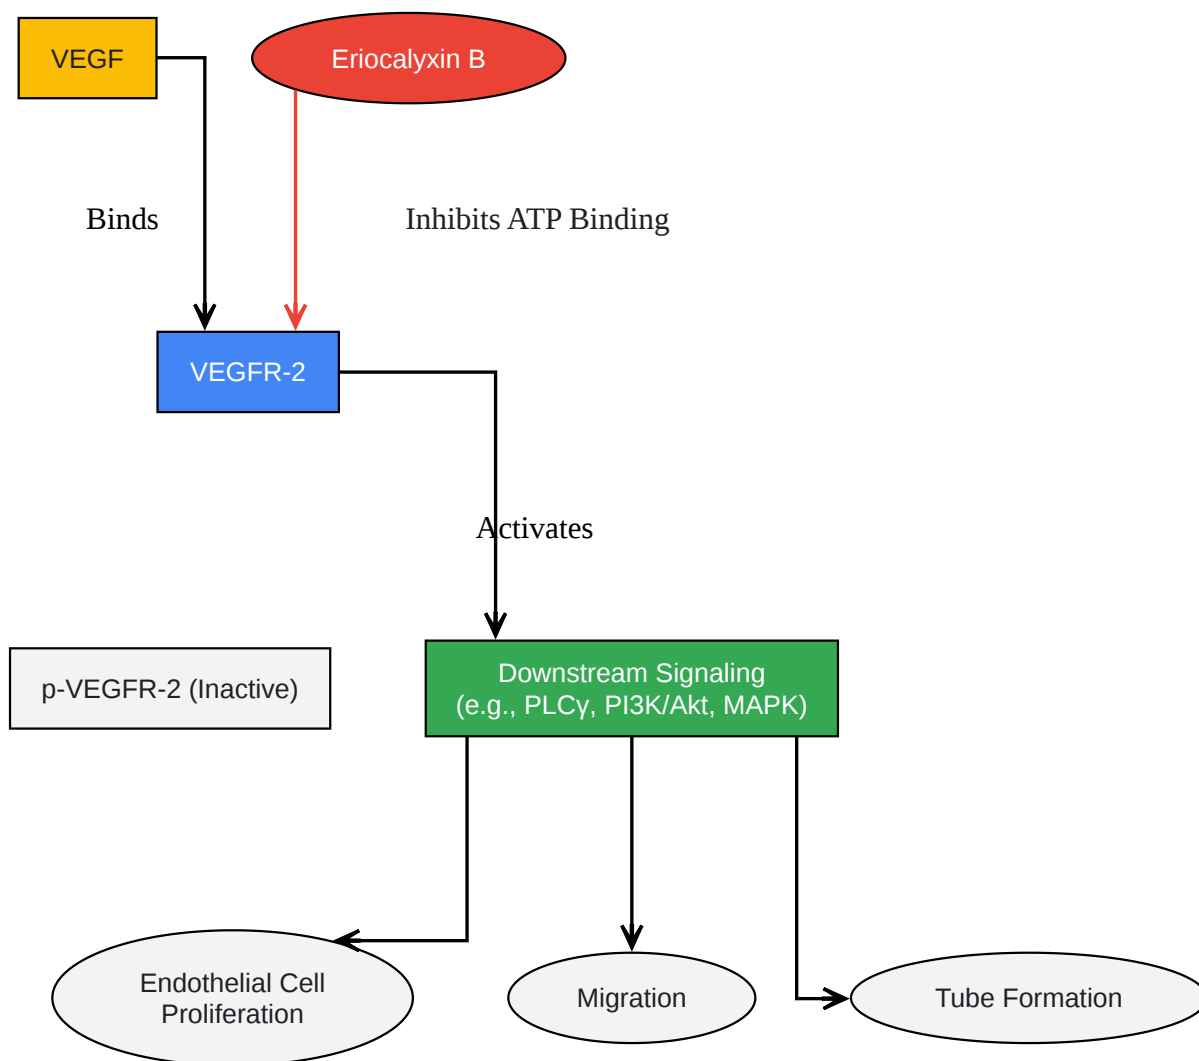 VEGF
Eriocalyxin B
Binds
Inhibits ATP Binding
VEGFR-2
Activates
p-VEGFR-2 (Inactive)
Downstream Signaling
(e.g., PLCγ, PI3K/Akt, MAPK)
Endothelial Cell
Proliferation
Migration
Tube Formation